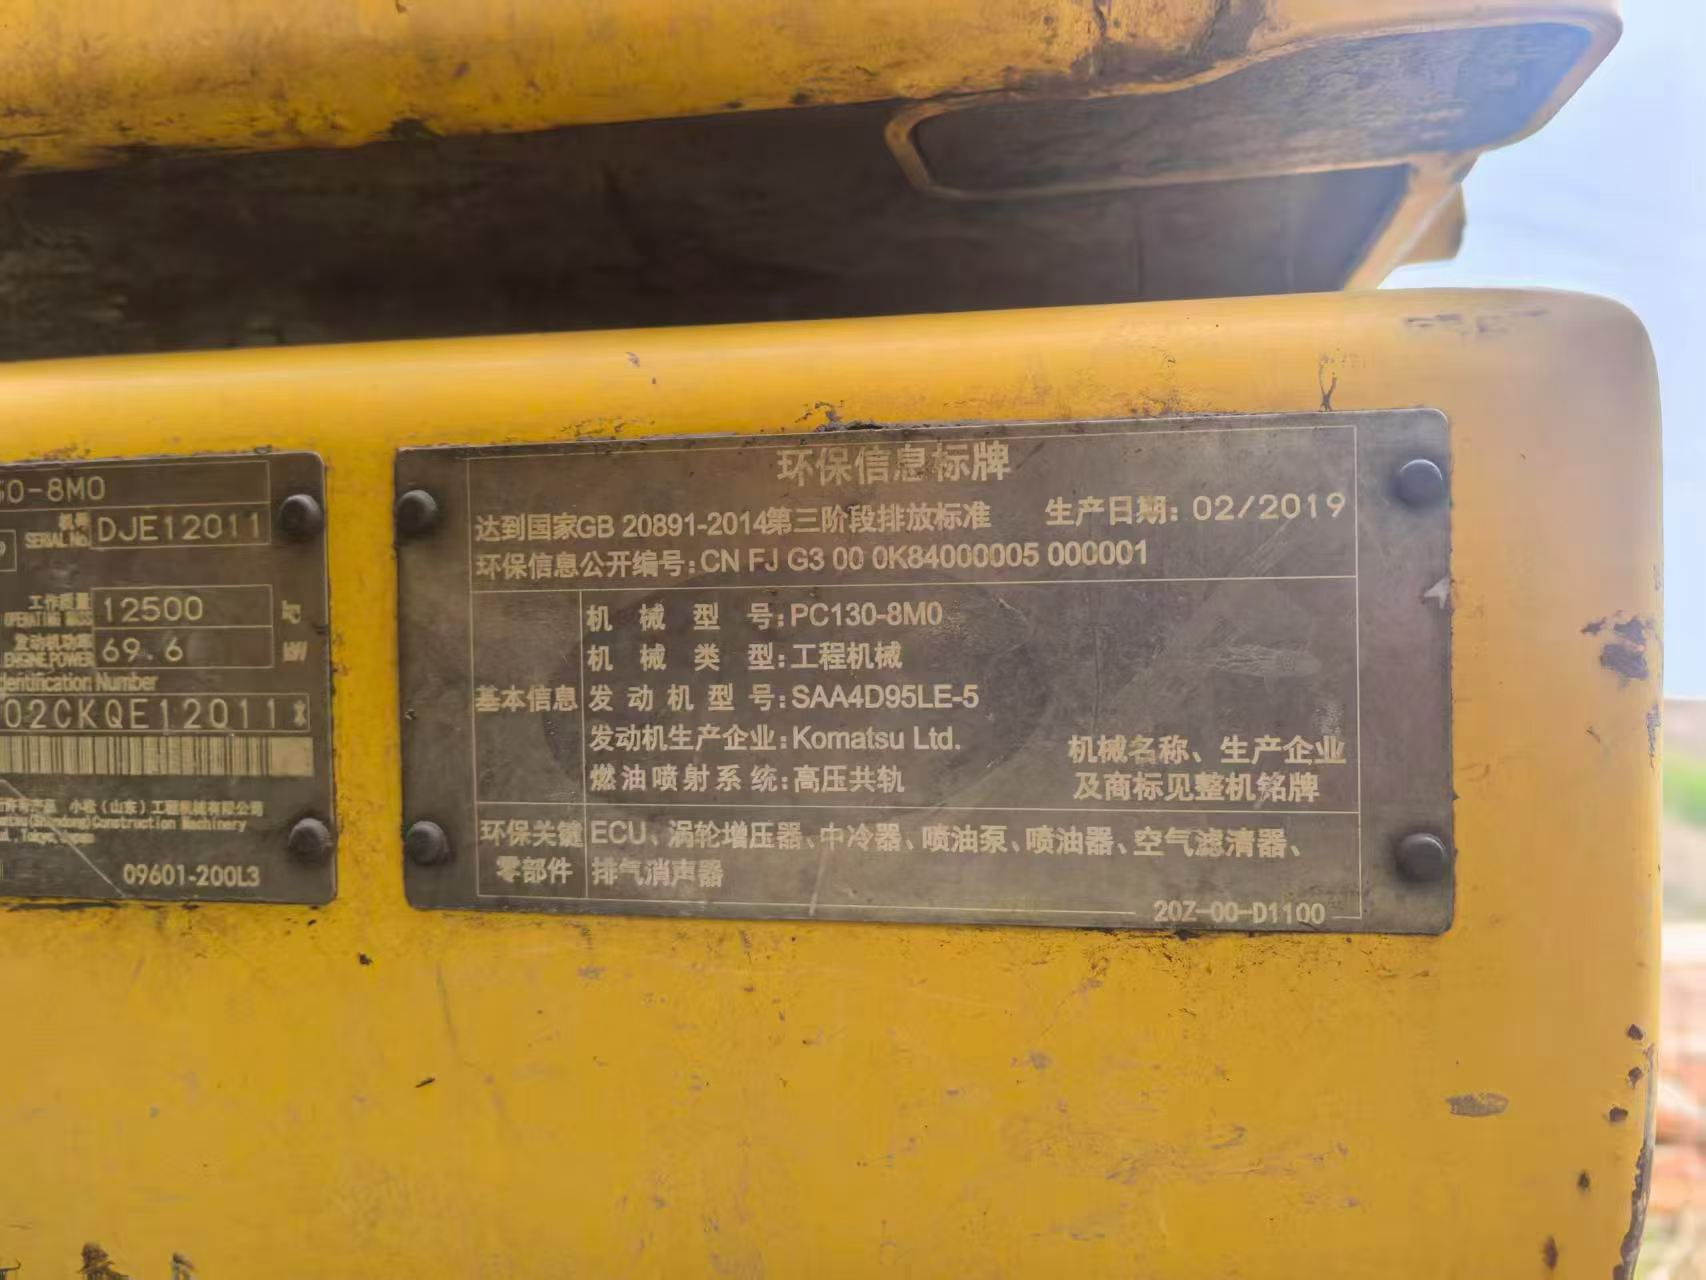 30-8M0
机号
SERIAL No. DJE12011
工作质量
OPERATING MASS 12500 kg
发动机功率
ENGINE POWER 69.6 kW
dentification Number
02CKQE12011
小松(山东)工程机械有限公司
Construction Machinery
09601-200L3
环保信息标牌
达到国家GB 20891-2014第三阶段排放标准 生产日期: 02/2019
环保信息公开编号:CN FJ G3 00 0K84000005 000001
基本信息
机械型号:PC130-8M0
机械类型:工程机械
发动机型号:SAA4D95LE-5
发动机生产企业:Komatsu Ltd.
燃油喷射系统:高压共轨
机械名称、生产企业
及商标见整机铭牌
环保关键
零部件
ECU、涡轮增压器、中冷器、喷油泵、喷油器、空气滤清器、
排气消声器
20Z-00-D1100